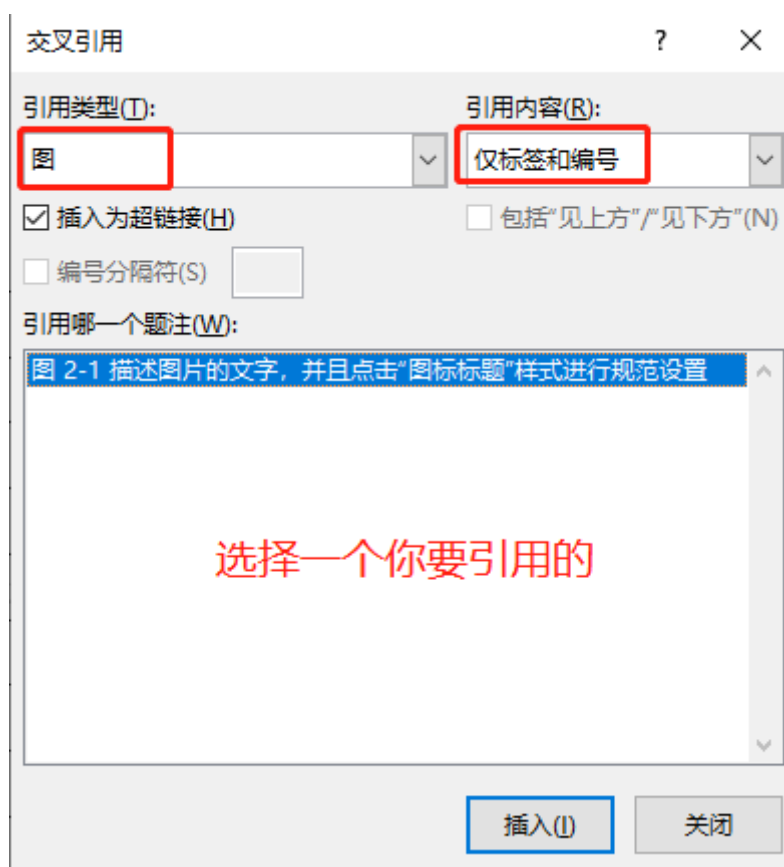 交叉引用 ? ×
引用类型(T): 引用内容(R):
图 仅标签和编号
插入为超链接(H) 包括“见上方”/“见下方”(N)
编号分隔符(S)
引用哪一个题注(W):
图 2-1 描述图片的文字，并且点击“图标标题”样式进行规范设置
选择一个你要引用的
插入(I) 关闭